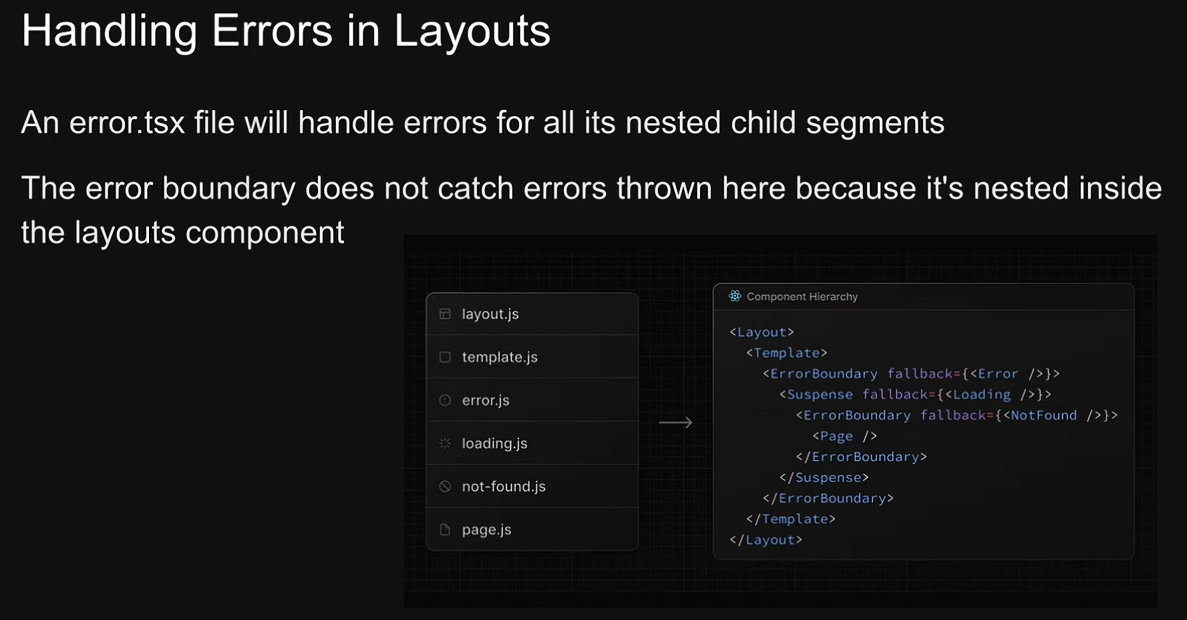 Handling Errors in Layouts
An error.tsx file will handle errors for all its nested child segments
The error boundary does not catch errors thrown here because it's nested inside
the layouts component
layout.js
template.js
error.js
loading.js
not-found.js
page.js
Component Hierarchy
<Layout>
<Template>
<ErrorBoundary fallback={<Error />}>
<Suspense fallback={<Loading />}>
<ErrorBoundary fallback={<NotFound />}>
<Page />
</ErrorBoundary>
</Suspense>
</ErrorBoundary>
</Template>
</Layout>